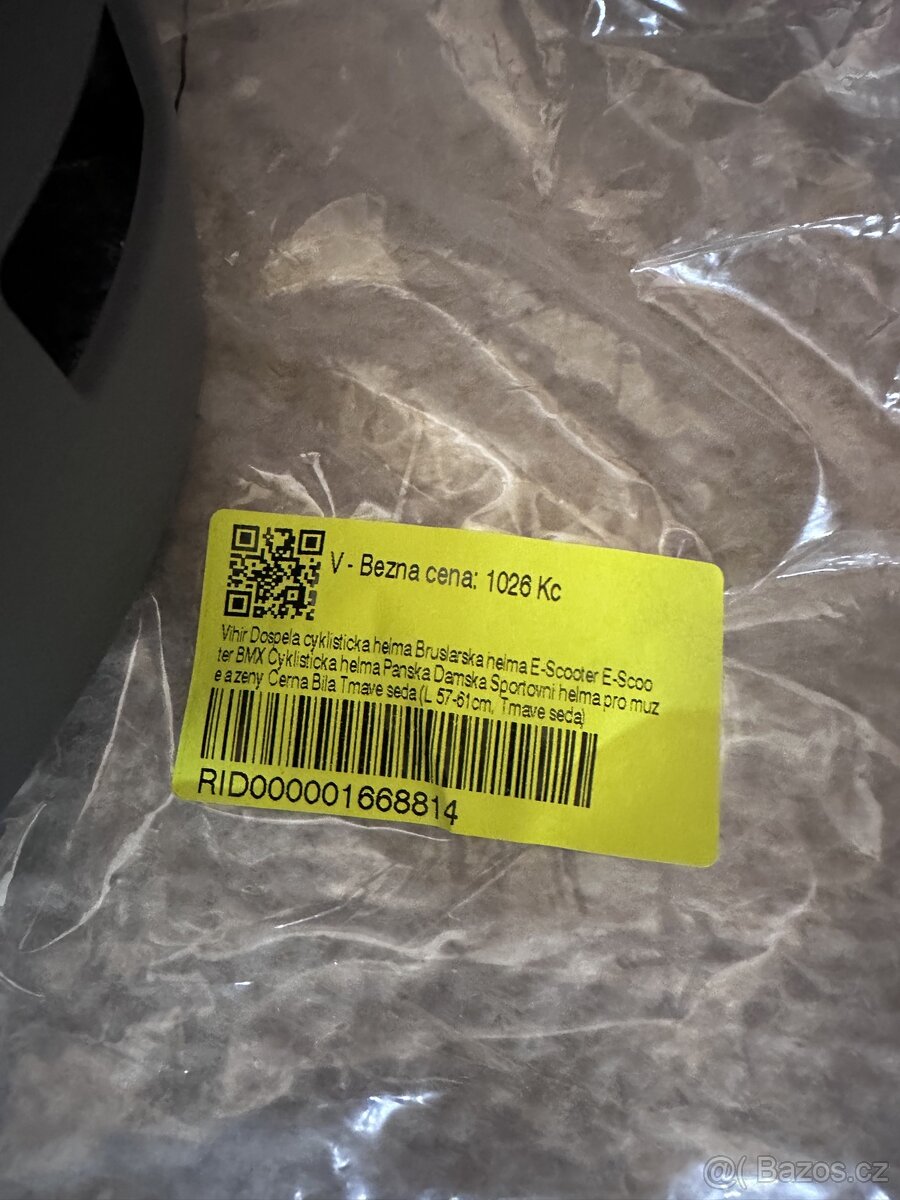 V - Bezna cena: 1026 Kc
Vihir Dospela cyklisticka helma Bruslarska helma E-Scooter E-Scoo
ter BMX Cyklisticka helma Panska Damska Sportovni helma pro muz
e a zeny Cerna Bila Tmave seda (L 57-61cm, Tmave seda)
RID000001668814
@( Bazos.cz